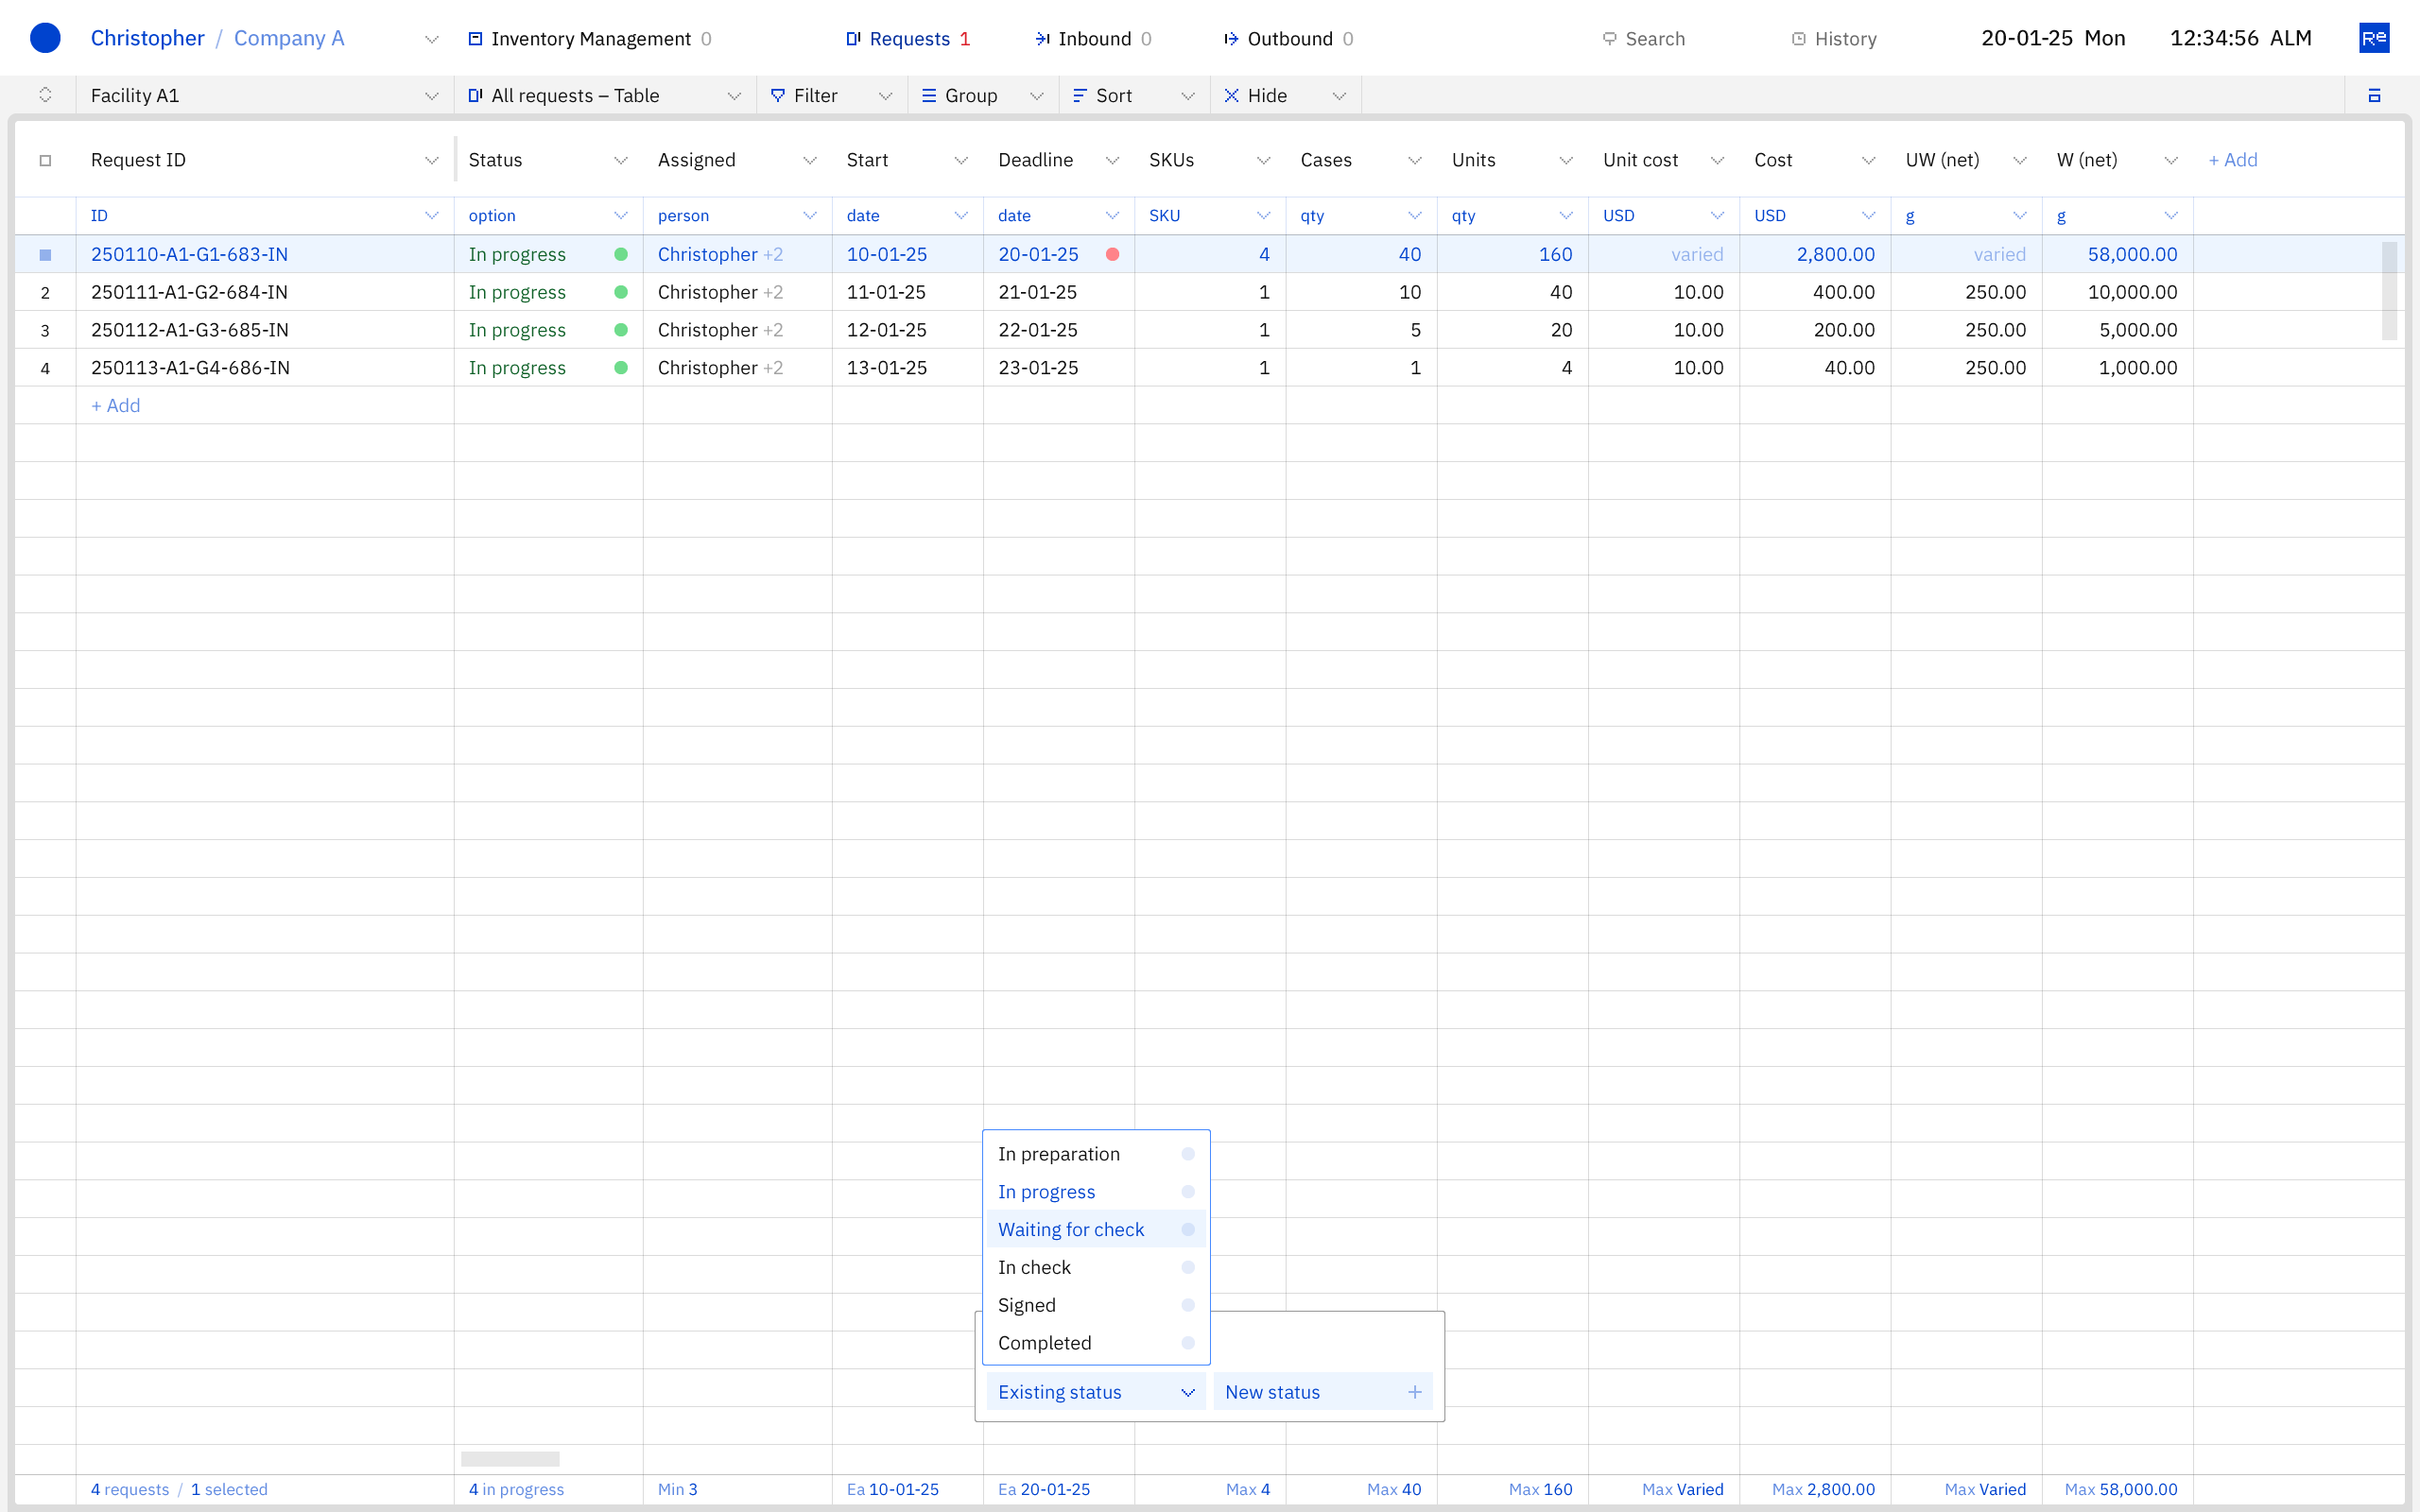 Christopher / Company A Inventory Management 0 Requests 1 Inbound 0 Outbound 0 Search History 20-01-25 Mon 12:34:56 ALM Re
Facility A1 All requests – Table Filter Group Sort Hide
Request ID Status Assigned Start Deadline SKUs Cases Units Unit cost Cost UW (net) W (net) + Add
ID option person date date SKU qty qty USD USD g g
250110-A1-G1-683-IN In progress Christopher +2 10-01-25 20-01-25 4 40 160 varied 2,800.00 varied 58,000.00
2 250111-A1-G2-684-IN In progress Christopher +2 11-01-25 21-01-25 1 10 40 10.00 400.00 250.00 10,000.00
3 250112-A1-G3-685-IN In progress Christopher +2 12-01-25 22-01-25 1 5 20 10.00 200.00 250.00 5,000.00
4 250113-A1-G4-686-IN In progress Christopher +2 13-01-25 23-01-25 1 1 4 10.00 40.00 250.00 1,000.00
+ Add
In preparation
In progress
Waiting for check
In check
Signed
Completed
Existing status New status +
4 requests / 1 selected 4 in progress Min 3 Ea 10-01-25 Ea 20-01-25 Max 4 Max 40 Max 160 Max Varied Max 2,800.00 Max Varied Max 58,000.00